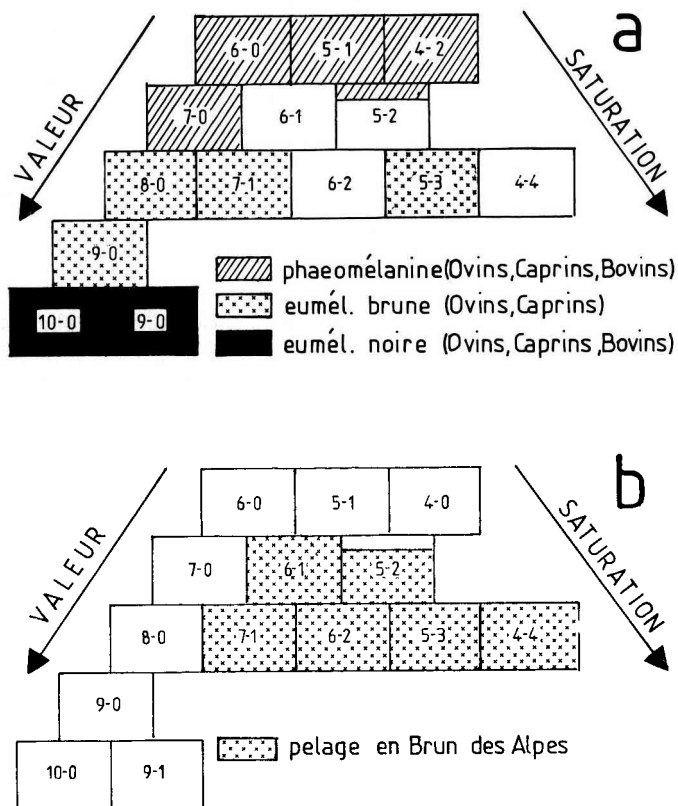 a
VALEUR
SATURATION
6-0 5-1 4-2
7-0 6-1 5-2
8-0 7-1 6-2 5-3 4-4
9-0
phaeomélanine(Ovins,Caprins,Bovins)
eumél. brune (Ovins,Caprins)
10-0 9-0
eumél. noire (Ovins,Caprins,Bovins)
b
VALEUR
SATURATION
6-0 5-1 4-0
7-0 6-1 5-2
8-0 7-1 6-2 5-3 4-4
9-0
10-0 9-1
pelage en Brun des Alpes